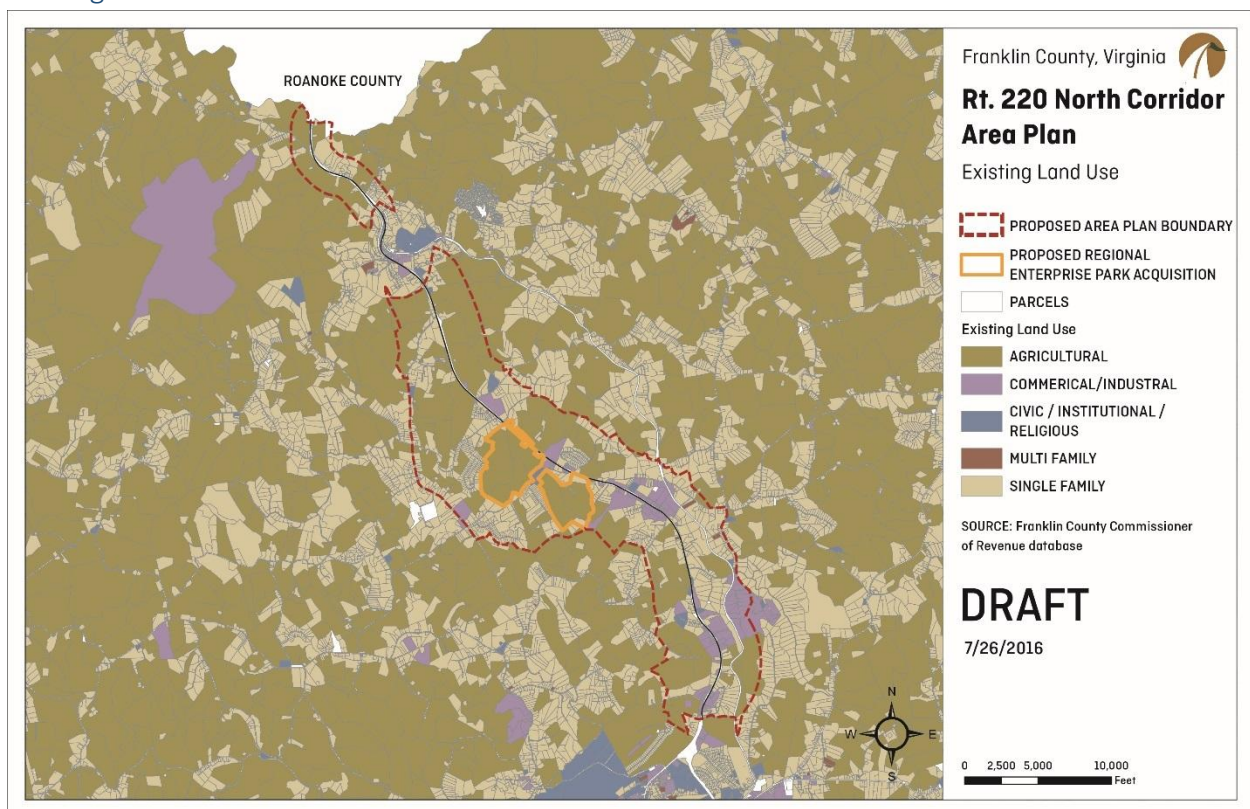 ROANOKE COUNTY
Franklin County, Virginia
Rt. 220 North Corridor
Area Plan
Existing Land Use
PROPOSED AREA PLAN BOUNDARY
PROPOSED REGIONAL
ENTERPRISE PARK ACQUISITION
PARCELS
Existing Land Use
AGRICULTURAL
COMMERICAL/INDUSTRAL
CIVIC / INSTITUTIONAL /
RELIGIOUS
MULTI FAMILY
SINGLE FAMILY
SOURCE: Franklin County Commissioner
of Revenue database
DRAFT
7/26/2016
N
W E
S
0 2,500 5,000 10,000
Feet